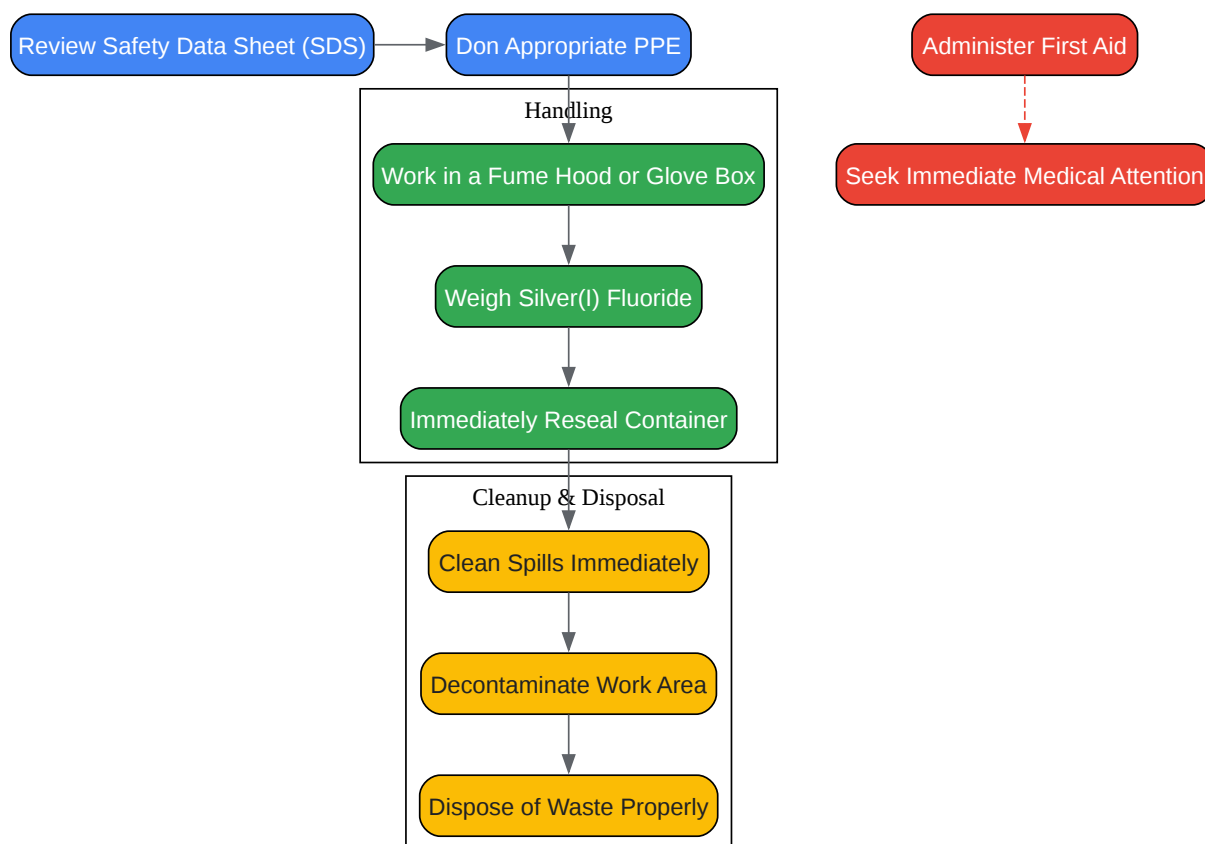 Review Safety Data Sheet (SDS)
Don Appropriate PPE
Administer First Aid
Handling
Work in a Fume Hood or Glove Box
Seek Immediate Medical Attention
Weigh Silver(I) Fluoride
Immediately Reseal Container
Cleanup & Disposal
Clean Spills Immediately
Decontaminate Work Area
Dispose of Waste Properly